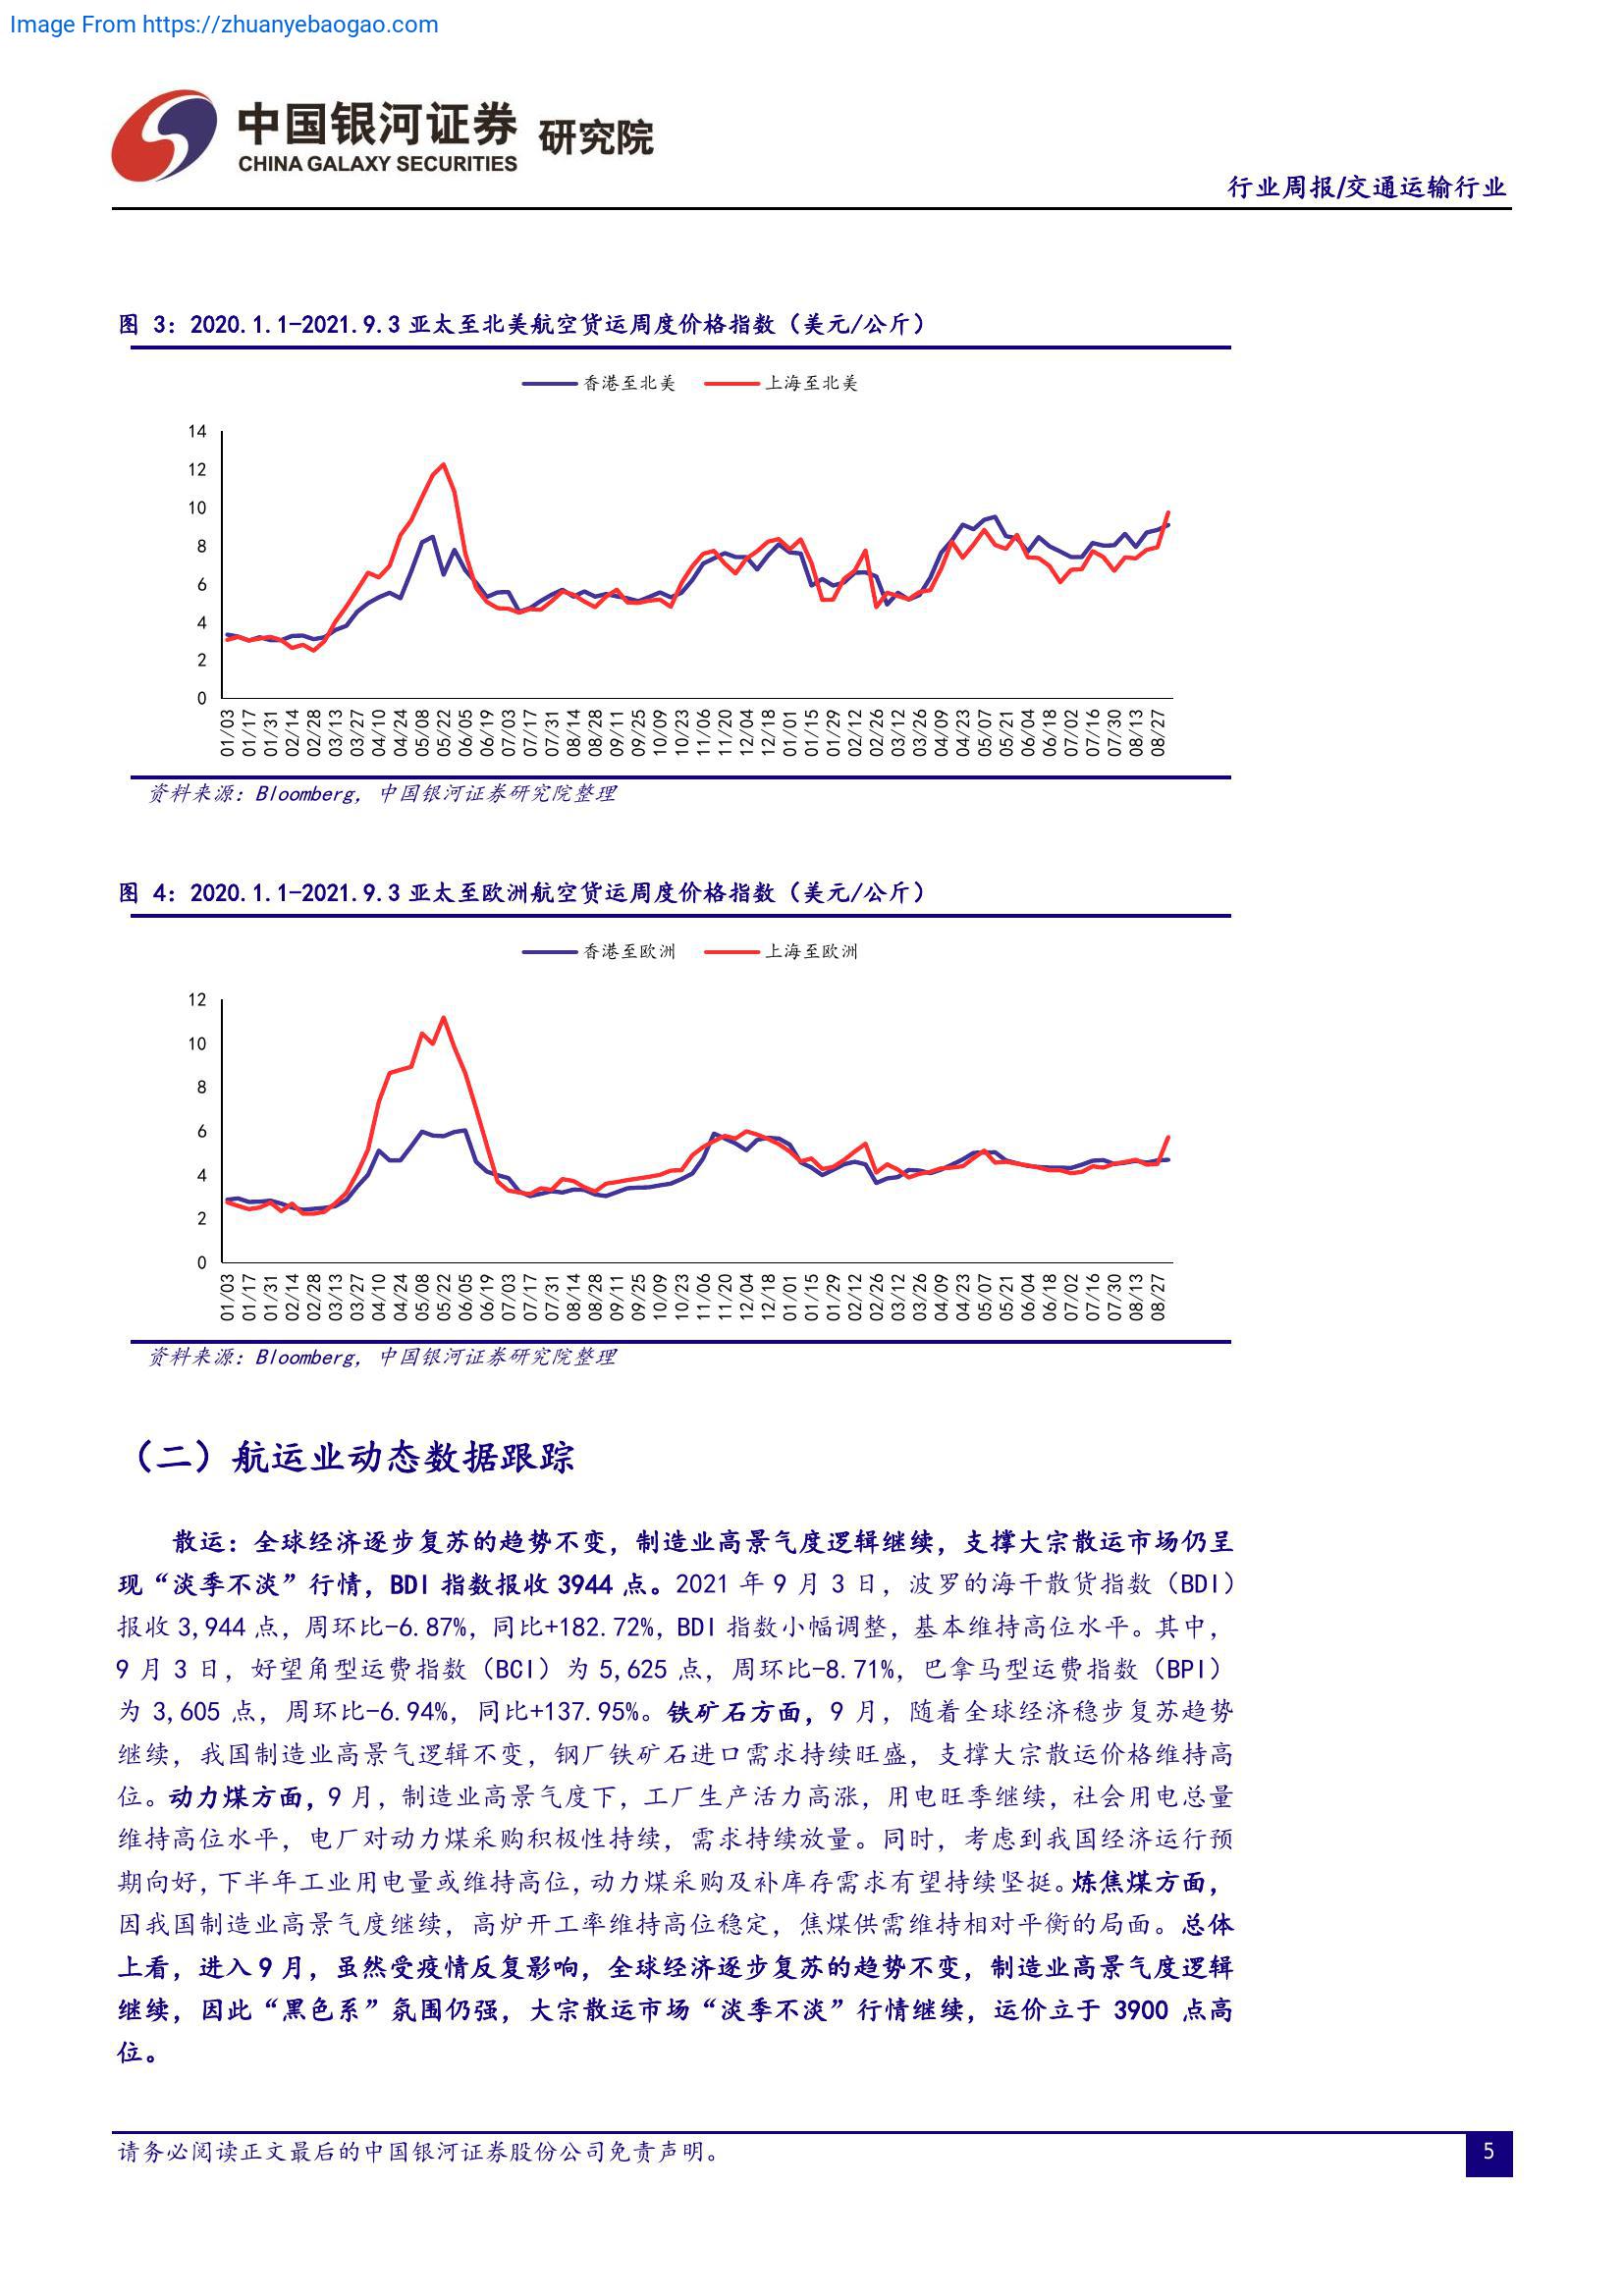 Image From https://zhuanyebaogao.com
中国银河证券 研究院
CHINA GALAXY SECURITIES
行业周报/交通运输行业
图 3：2020.1.1-2021.9.3 亚太至北美航空货运周度价格指数（美元/公斤）
香港至北美 上海至北美
14
12
10
8
6
4
2
0
01/03 01/17 01/31 02/14 02/28 03/13 03/27 04/10 04/24 05/08 05/22 06/05 06/19 07/03 07/17 07/31 08/14 08/28 09/11 09/25 10/09 10/23 11/06 11/20 12/04 12/18 01/01 01/15 01/29 02/12 02/26 03/12 03/26 04/09 04/23 05/07 05/21 06/04 06/18 07/02 07/16 07/30 08/13 08/27
资料来源：Bloomberg, 中国银河证券研究院整理
图 4：2020.1.1-2021.9.3 亚太至欧洲航空货运周度价格指数（美元/公斤）
香港至欧洲 上海至欧洲
12
10
8
6
4
2
0
01/03 01/17 01/31 02/14 02/28 03/13 03/27 04/10 04/24 05/08 05/22 06/05 06/19 07/03 07/17 07/31 08/14 08/28 09/11 09/25 10/09 10/23 11/06 11/20 12/04 12/18 01/01 01/15 01/29 02/12 02/26 03/12 03/26 04/09 04/23 05/07 05/21 06/04 06/18 07/02 07/16 07/30 08/13 08/27
资料来源：Bloomberg, 中国银河证券研究院整理
（二）航运业动态数据跟踪
散运：全球经济逐步复苏的趋势不变，制造业高景气度逻辑继续，支撑大宗散运市场仍呈
现“淡季不淡”行情，BDI 指数报收 3944 点。2021 年 9 月 3 日，波罗的海干散货指数（BDI）
报收 3,944 点，周环比-6.87%，同比+182.72%，BDI 指数小幅调整，基本维持高位水平。其中，
9 月 3 日，好望角型运费指数（BCI）为 5,625 点，周环比-8.71%，巴拿马型运费指数（BPI）
为 3,605 点，周环比-6.94%，同比+137.95%。铁矿石方面，9 月，随着全球经济稳步复苏趋势
继续，我国制造业高景气逻辑不变，钢厂铁矿石进口需求持续旺盛，支撑大宗散运价格维持高
位。动力煤方面，9 月，制造业高景气度下，工厂生产活力高涨，用电旺季继续，社会用电总量
维持高位水平，电厂对动力煤采购积极性持续，需求持续放量。同时，考虑到我国经济运行预
期向好，下半年工业用电量或维持高位，动力煤采购及补库存需求有望持续坚挺。炼焦煤方面，
因我国制造业高景气度继续，高炉开工率维持高位稳定，焦煤供需维持相对平衡的局面。总体
上看，进入 9 月，虽然受疫情反复影响，全球经济逐步复苏的趋势不变，制造业高景气度逻辑
继续，因此“黑色系”氛围仍强，大宗散运市场“淡季不淡”行情继续，运价立于 3900 点高
位。
请务必阅读正文最后的中国银河证券股份公司免责声明。
5